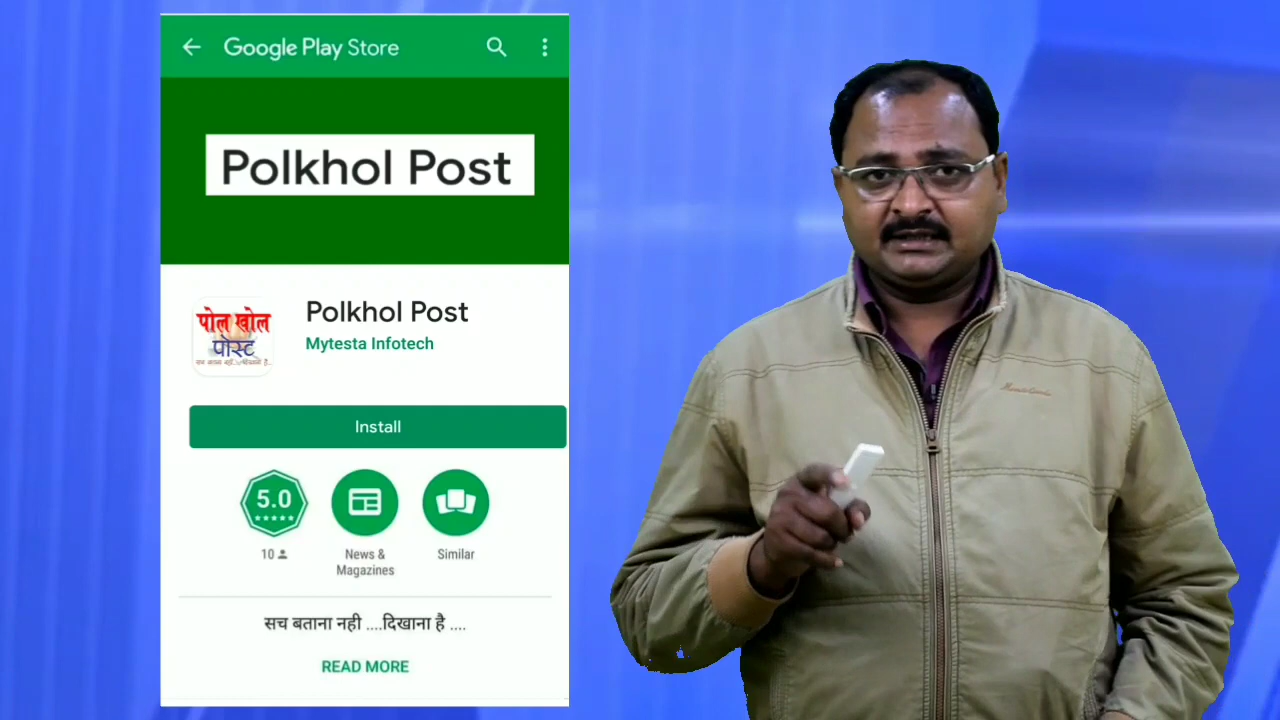 Google Play Store
Polkhol Post
Polkhol Post
Mytesta Infotech
पोल खोल
पोस्ट
Install
5.0
10
News &
Magazines
Similar
सच बताना नही ....दिखाना है ....
READ MORE